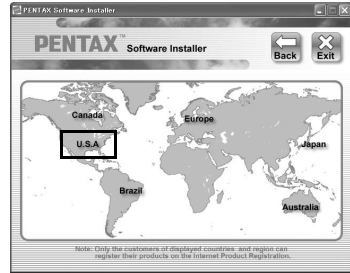 PENTAX Software Installer
PENTAX™ Software Installer
Back
Exit
Canada
Europe
U.S.A
Japan
Brazil
Australia
Note: Only the customers of displayed countries and region can
register their products on the Internet Product Registration.